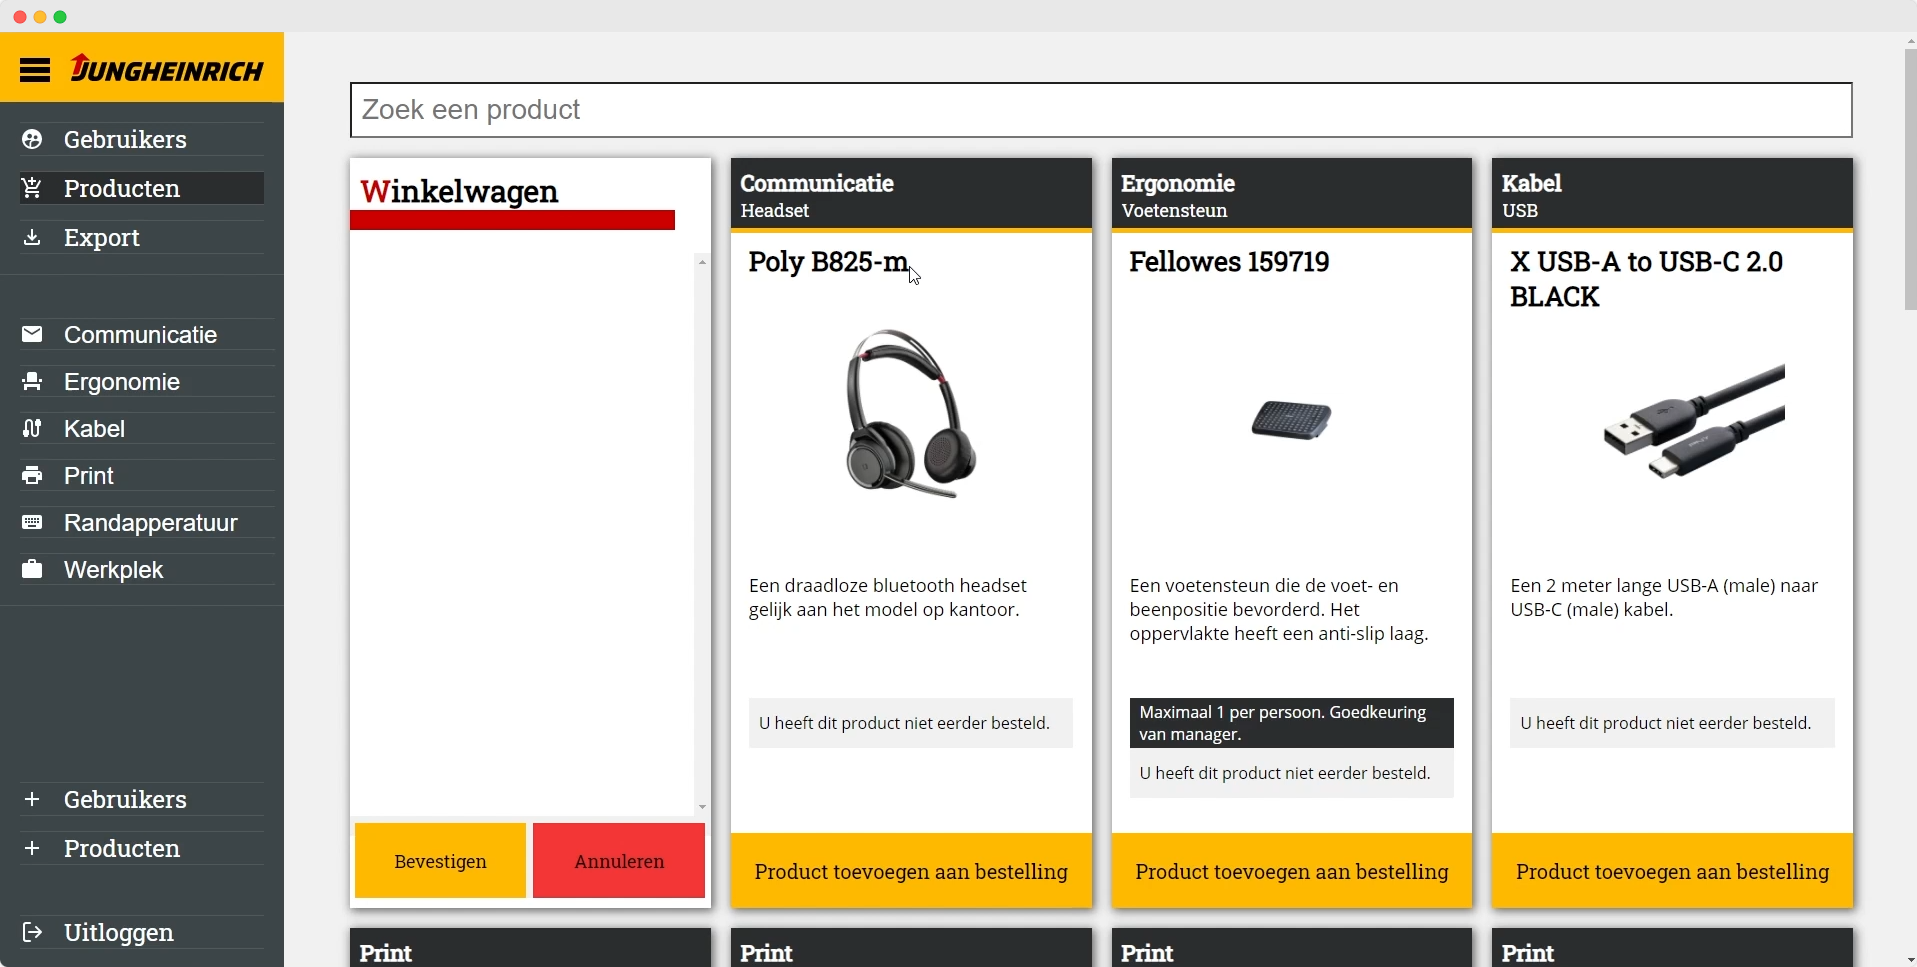 JUNGHEINRICH
Gebruikers
Producten
Export
Communicatie
Ergonomie
Kabel
Print
Randapperatuur
Werkplek
Gebruikers
Producten
Uitloggen
Zoek een product
Winkelwagen
Bevestigen
Annuleren
Communicatie
Headset
Poly B825-m
Een draadloze bluetooth headset
gelijk aan het model op kantoor.
U heeft dit product niet eerder besteld.
Product toevoegen aan bestelling
Ergonomie
Voetensteun
Fellowes 159719
Een voetensteun die de voet- en
beenpositie bevorderd. Het
oppervlakte heeft een anti-slip laag.
Maximaal 1 per persoon. Goedkeuring
van manager.
U heeft dit product niet eerder besteld.
Product toevoegen aan bestelling
Kabel
USB
X USB-A to USB-C 2.0
BLACK
Een 2 meter lange USB-A (male) naar
USB-C (male) kabel.
U heeft dit product niet eerder besteld.
Product toevoegen aan bestelling
Print
Print
Print
Print